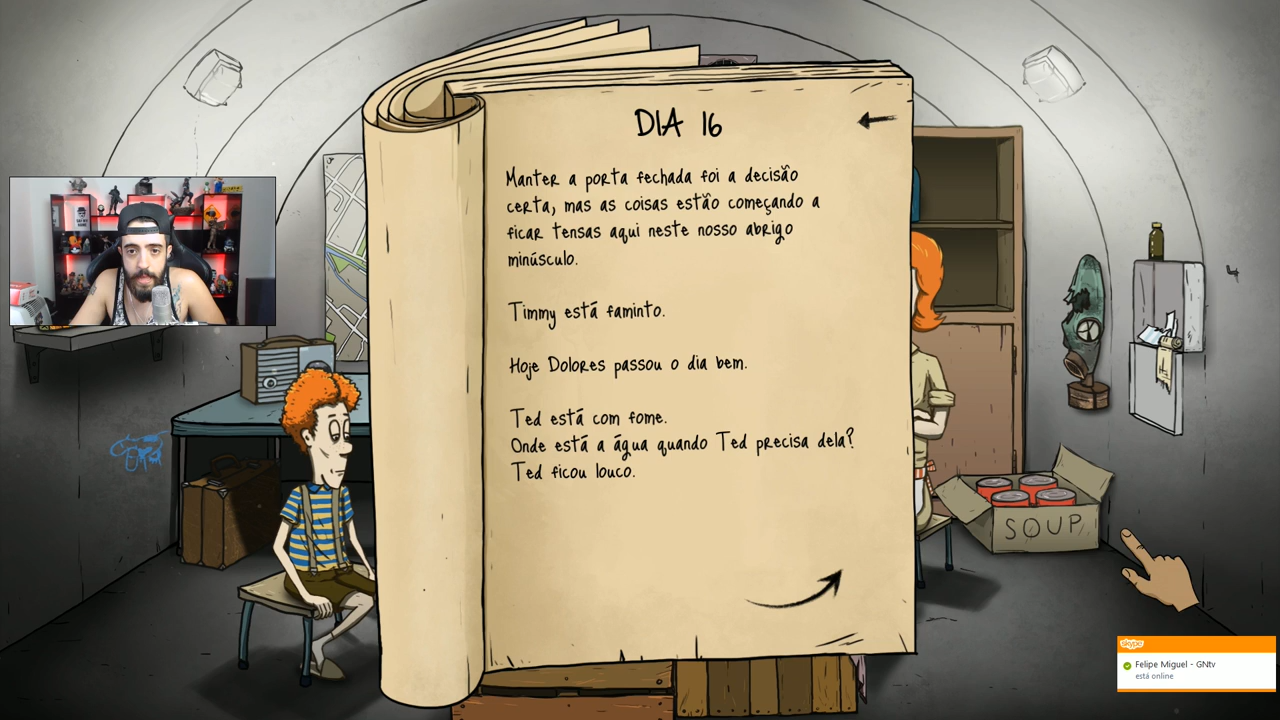 DIA 16
Manter a porta fechada foi a decisão
certa, mas as coisas estão começando a
ficar tensas aqui neste nosso abrigo
minúsculo.
Timmy está faminto.
Hoje Dolores passou o dia bem.
Ted está com fome.
Onde está a água quando Ted precisa dela?
Ted ficou louco.
SOUP
skype
Felipe Miguel - GNtv
está online